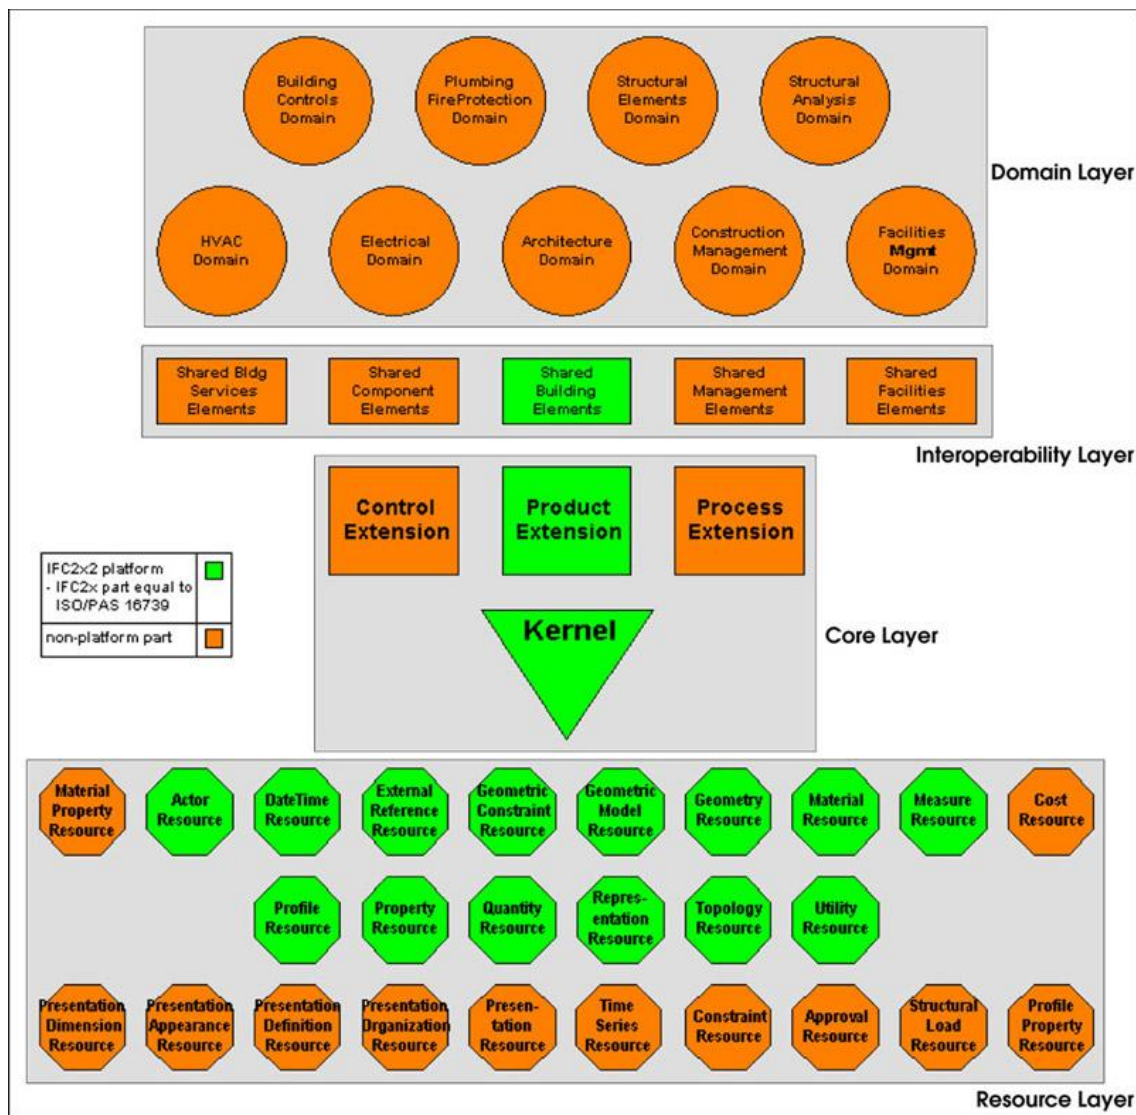 Building
Controls
Domain
Plumbing
FireProtection
Domain
Structural
Elements
Domain
Structural
Analysis
Domain
Domain Layer
HVAC
Domain
Electrical
Domain
Architecture
Domain
Construction
Management
Domain
Facilities
Mgmt
Domain
Shared Bldg
Services
Elements
Shared
Component
Elements
Shared
Building
Elements
Shared
Management
Elements
Shared
Facilities
Elements
Interoperability Layer
Control
Extension
Product
Extension
Process
Extension
IFC2x2 platform
- IFC2x part equal to
ISO/PAS 16739
non-platform part
Kernel
Core Layer
Material
Property
Resource
Actor
Resource
DateTime
Resource
External
Reference
Resource
Geometric
Constraint
Resource
Geometric
Model
Resource
Geometry
Resource
Material
Resource
Measure
Resource
Cost
Resource
Profile
Resource
Property
Resource
Quantity
Resource
Repres-
entation
Resource
Topology
Resource
Utility
Resource
Presentation
Dimension
Resource
Presentation
Appearance
Resource
Presentation
Definition
Resource
Presentation
Organization
Resource
Presen-
tation
Resource
Time
Series
Resource
Constraint
Resource
Approval
Resource
Structural
Load
Resource
Profile
Property
Resource
Resource Layer